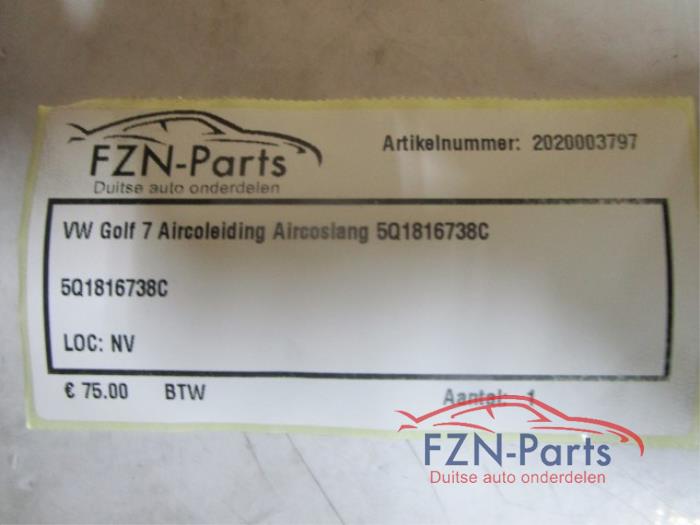 FZN-Parts
Duitse auto onderdelen
Artikelnummer: 2020003797
VW Golf 7 Aircoleiding Aircoslang 5Q1816738C
5Q1816738C
LOC: NV
€ 75.00 BTW Aantal: 1
FZN-Parts
Duitse auto onderdelen